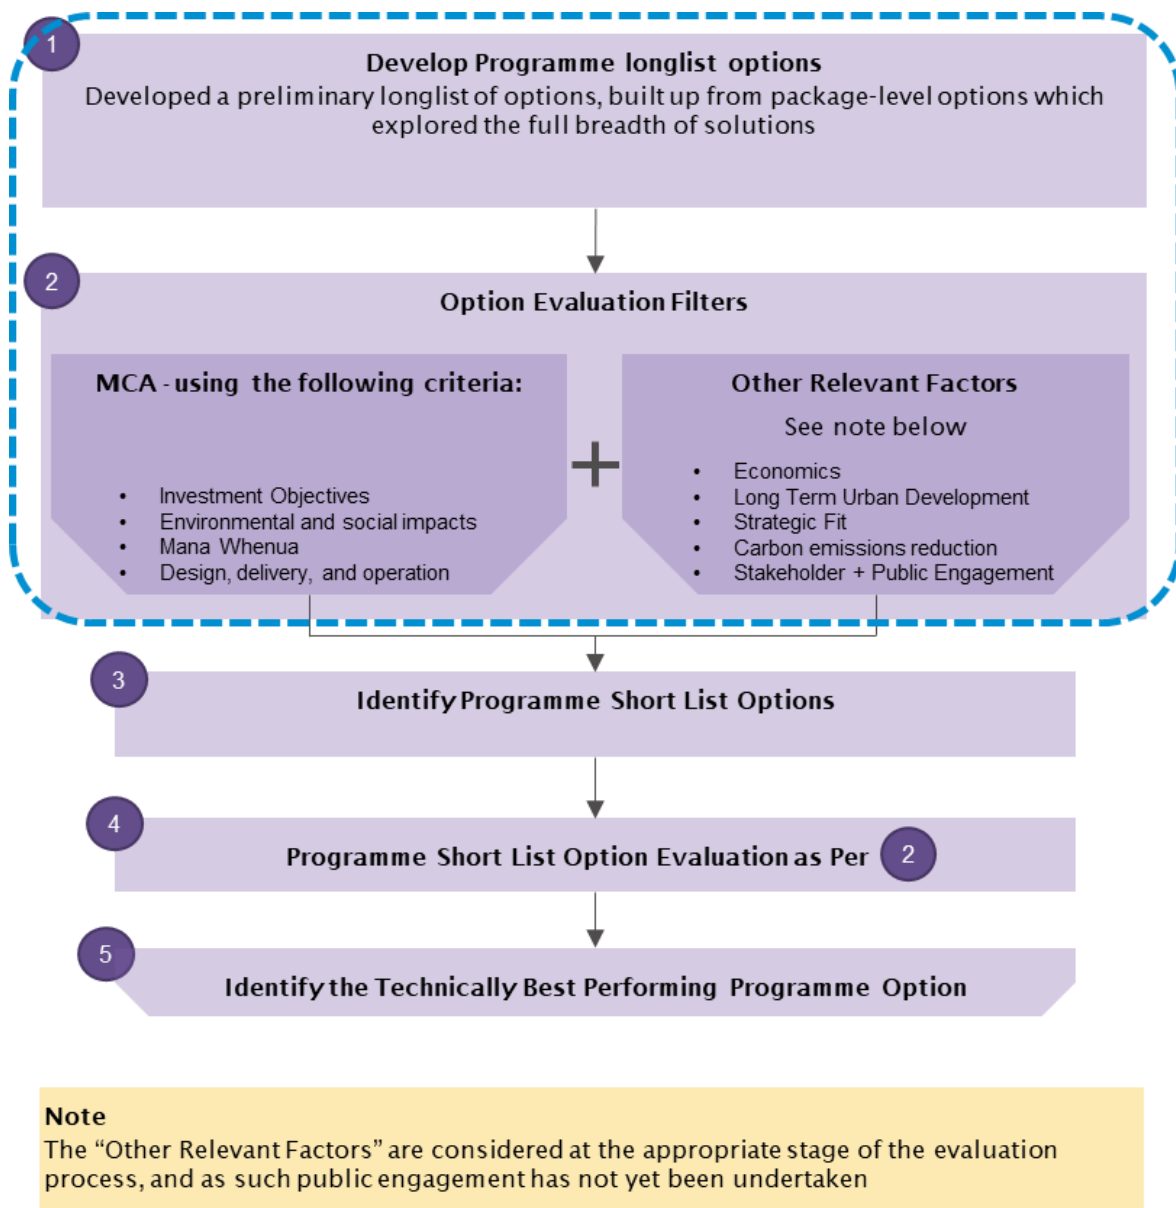 1
Develop Programme longlist options
Developed a preliminary longlist of options, built up from package-level options which
explored the full breadth of solutions
2
Option Evaluation Filters
MCA - using the following criteria:
• Investment Objectives
• Environmental and social impacts
• Mana Whenua
• Design, delivery, and operation
+
Other Relevant Factors
See note below
• Economics
• Long Term Urban Development
• Strategic Fit
• Carbon emissions reduction
• Stakeholder + Public Engagement
3
Identify Programme Short List Options
4
Programme Short List Option Evaluation as Per 2
5
Identify the Technically Best Performing Programme Option
Note
The “Other Relevant Factors” are considered at the appropriate stage of the evaluation
process, and as such public engagement has not yet been undertaken